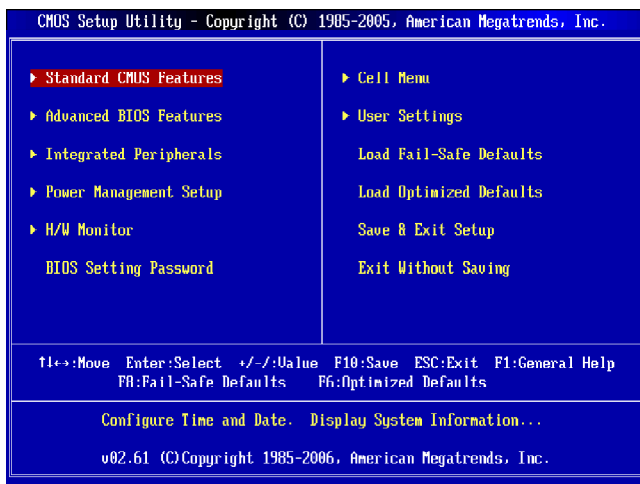 CMOS Setup Utility - Copyright (C) 1985-2005, American Megatrends, Inc.
Standard CMOS Features
Advanced BIOS Features
Integrated Peripherals
Power Management Setup
H/W Monitor
BIOS Setting Password
Cell Menu
User Settings
Load Fail-Safe Defaults
Load Optimized Defaults
Save & Exit Setup
Exit Without Saving
↑↓←→:Move Enter:Select +/-/:Value F10:Save ESC:Exit F1:General Help
F8:Fail-Safe Defaults F6:Optimized Defaults
Configure Time and Date. Display System Information...
v02.61 (C)Copyright 1985-2006, American Megatrends, Inc.